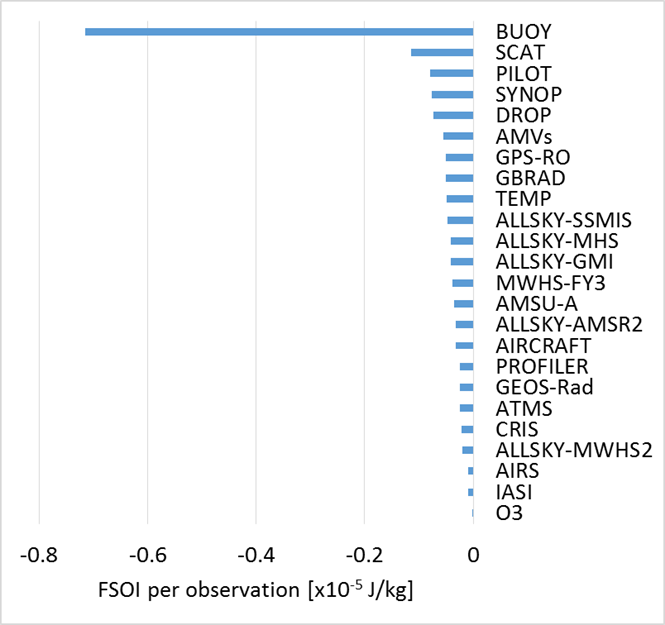 BUOY
SCAT
PILOT
SYNOP
DROP
AMVs
GPS-RO
GBRAD
TEMP
ALLSKY-SSMIS
ALLSKY-MHS
ALLSKY-GMI
MWHS-FY3
AMSU-A
ALLSKY-AMSR2
AIRCRAFT
PROFILER
GEOS-Rad
ATMS
CRIS
ALLSKY-MWHS2
AIRS
IASI
O3
-0.8 -0.6 -0.4 -0.2 0
FSOI per observation [x10⁻⁵ J/kg]